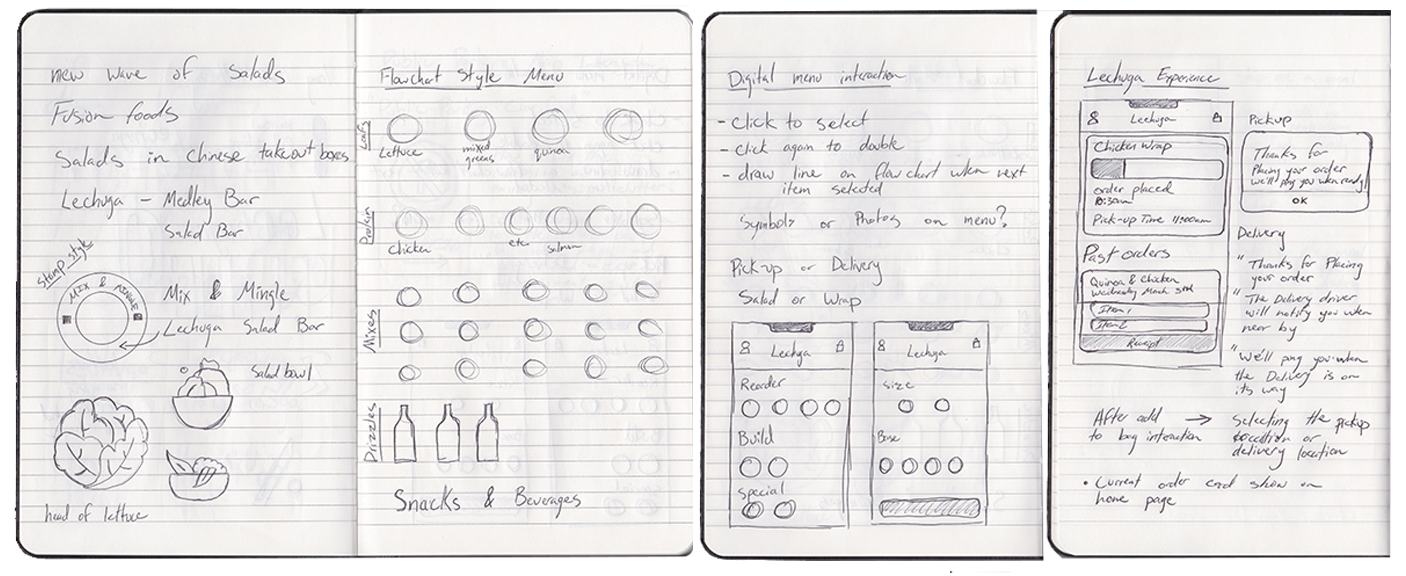 new wave of Salads
Fusion foods
Salads in Chinese takeout boxes
Lechuga - Medley Bar
Salad Bar
Stamp style
MIX & MINGLE
Mix & Mingle
Lechuga Salad Bar
Salad bowl
head of lettuce
Flowchart Style Menu
Leafs
Lettuce
mixed
greens
quinoa
Protein
Chicken
etc
salmon
Mixes
Drizzles
Snacks & Beverages
Digital menu interaction
- Click to select
- click again to double
- draw line on flow chart when next
item selected
Symbols or Photos on menu?
Pick-up or Delivery
Salad or Wrap
Lechuga
Reorder
Build
Special
Lechuga
Size
Base
Lechuga Experience
Lechuga
Chicken Wrap
order placed
10:30am
Pick-up Time 11:00am
Past orders
Quinoa & Chicken
Wednesday March 3rd
Item 1
Item 2
Receipt
Pickup
Thanks for
Placing your order
we'll ping you when ready!
OK
Delivery
"Thanks for Placing
your order
"The Delivery driver
will notify you when
near by
"We'll ping you when
the Delivery is on
its way
After add → Selecting the pickup
to bag interaction location or
delivery location
• Current order card show on
home page